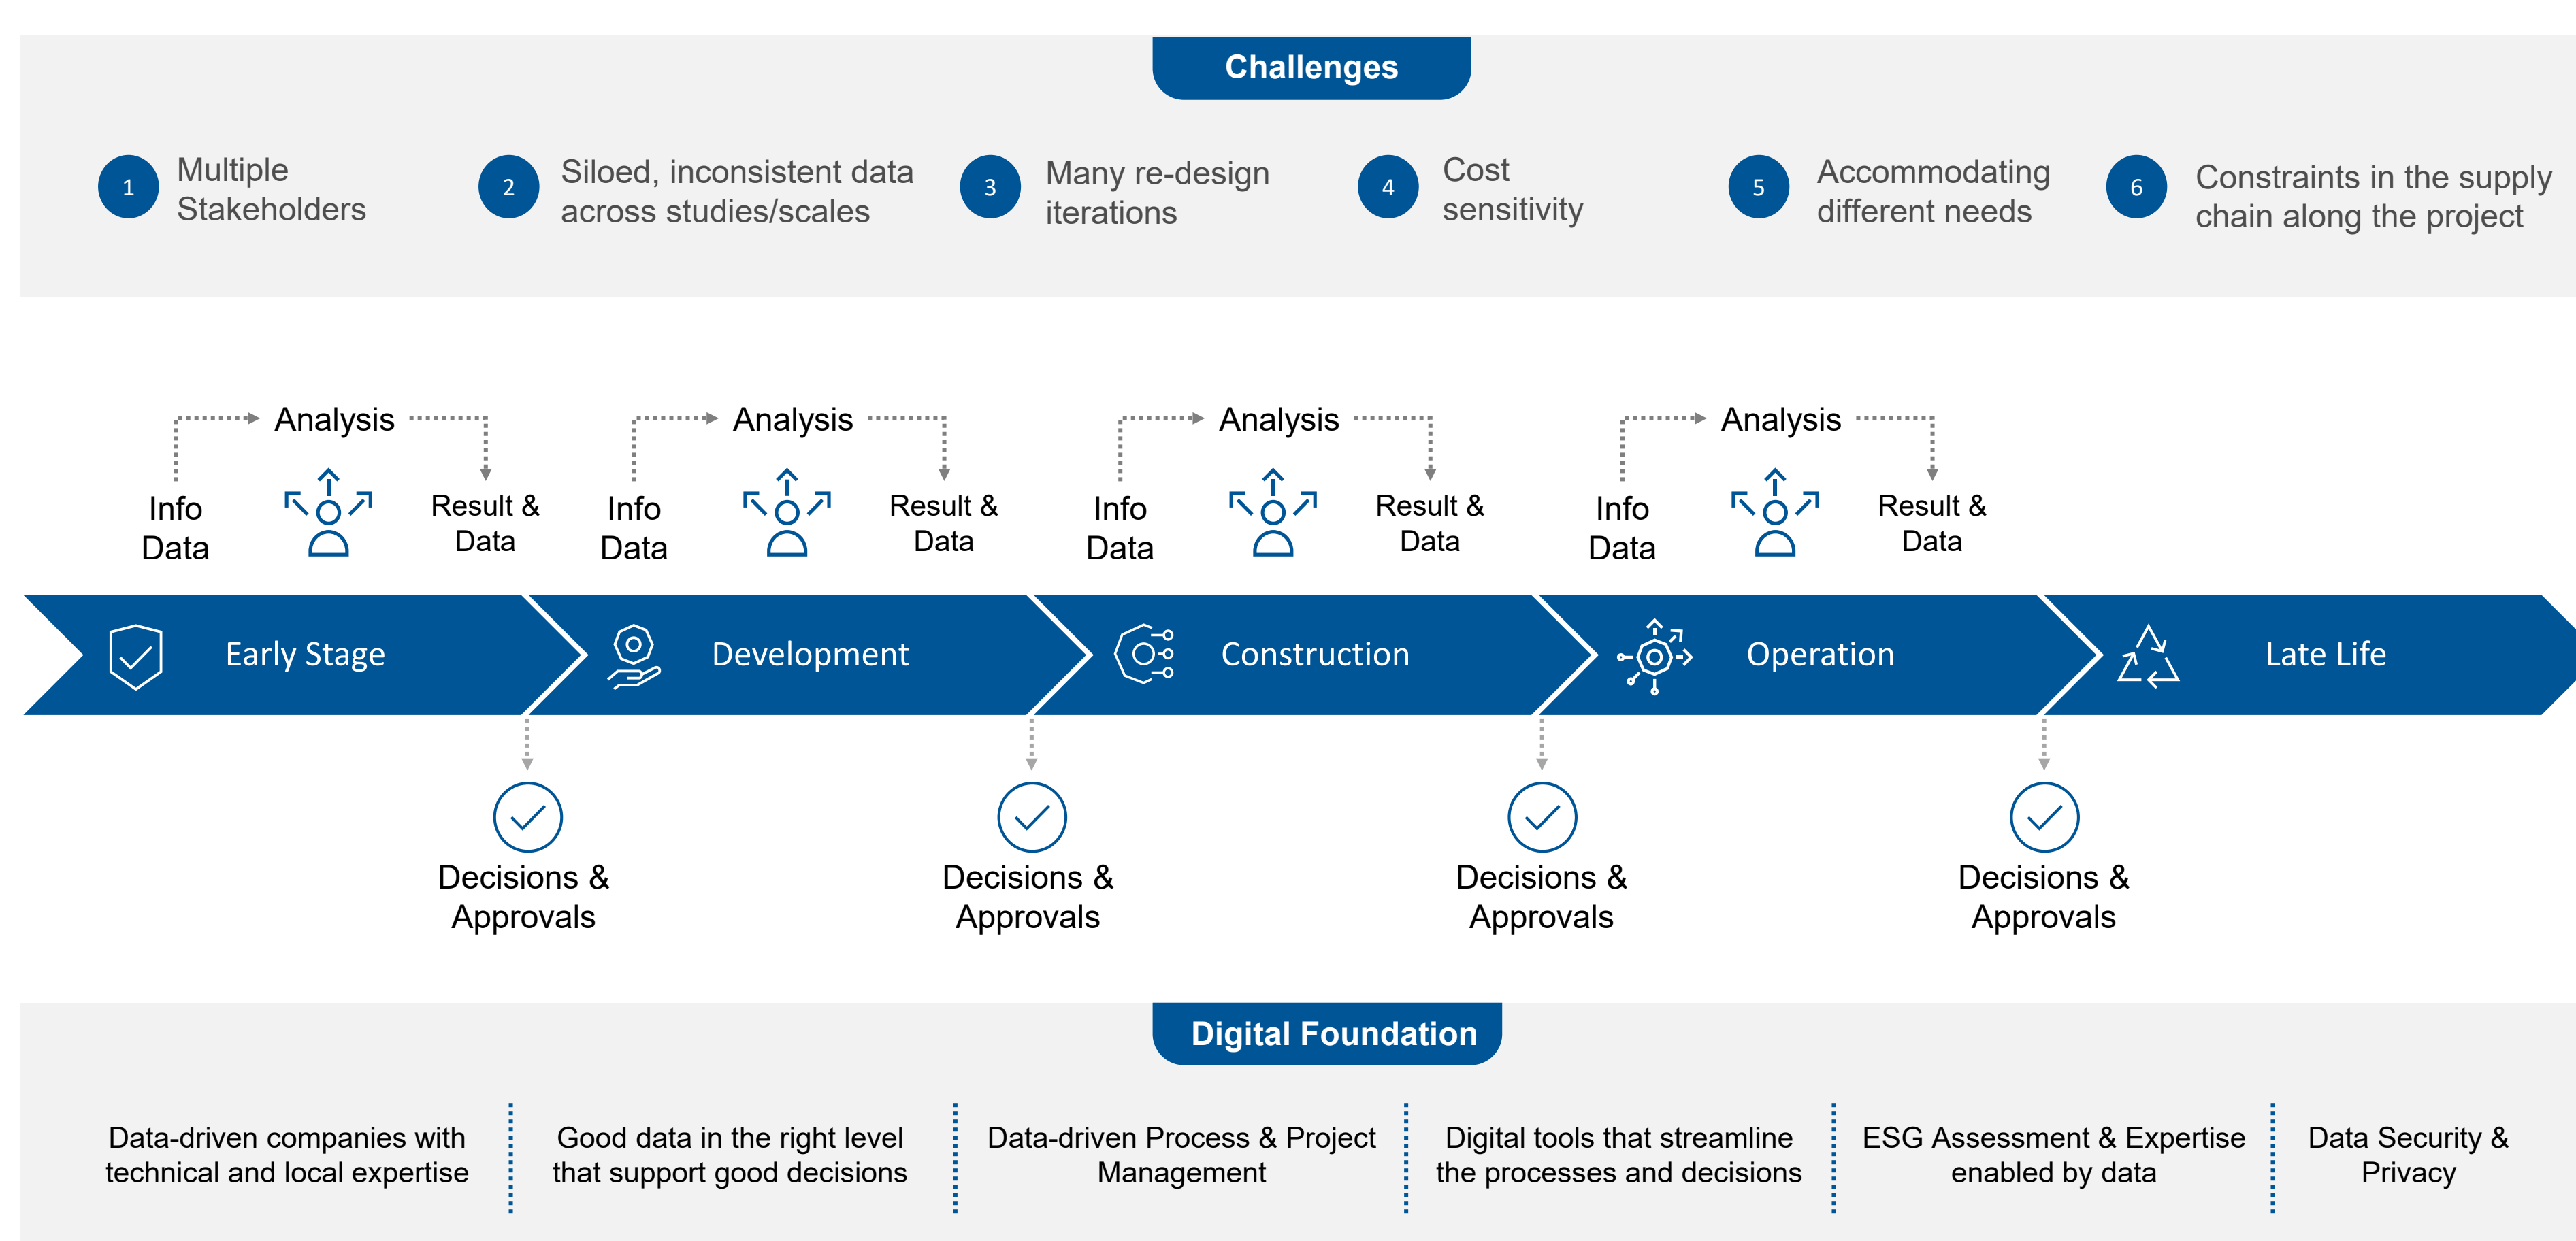 Challenges
1
Multiple
Stakeholders
2
Siloed, inconsistent data
across studies/scales
3
Many re-design
iterations
4
Cost
sensitivity
5
Accommodating
different needs
6
Constraints in the supply
chain along the project
Analysis
Info
Data
Result &
Data
Analysis
Info
Data
Result &
Data
Analysis
Info
Data
Result &
Data
Analysis
Info
Data
Result &
Data
Early Stage
Development
Construction
Operation
Late Life
Decisions &
Approvals
Decisions &
Approvals
Decisions &
Approvals
Decisions &
Approvals
Digital Foundation
Data-driven companies with
technical and local expertise
Good data in the right level
that support good decisions
Data-driven Process & Project
Management
Digital tools that streamline
the processes and decisions
ESG Assessment & Expertise
enabled by data
Data Security &
Privacy